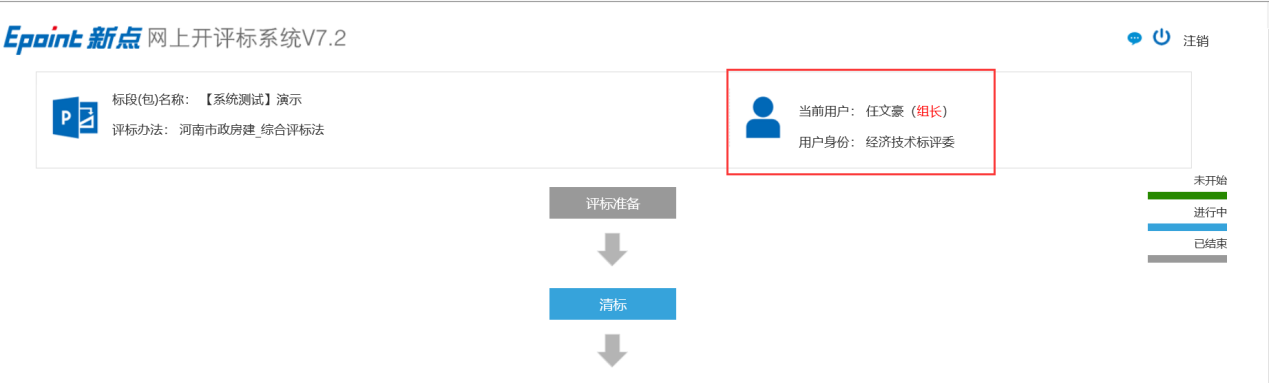 Epoint 新点 网上开评标系统V7.2
注销
标段(包)名称： 【系统测试】演示
评标办法： 河南市政房建_综合评标法
当前用户： 任文豪（组长）
用户身份： 经济技术标评委
未开始
进行中
已结束
评标准备
清标